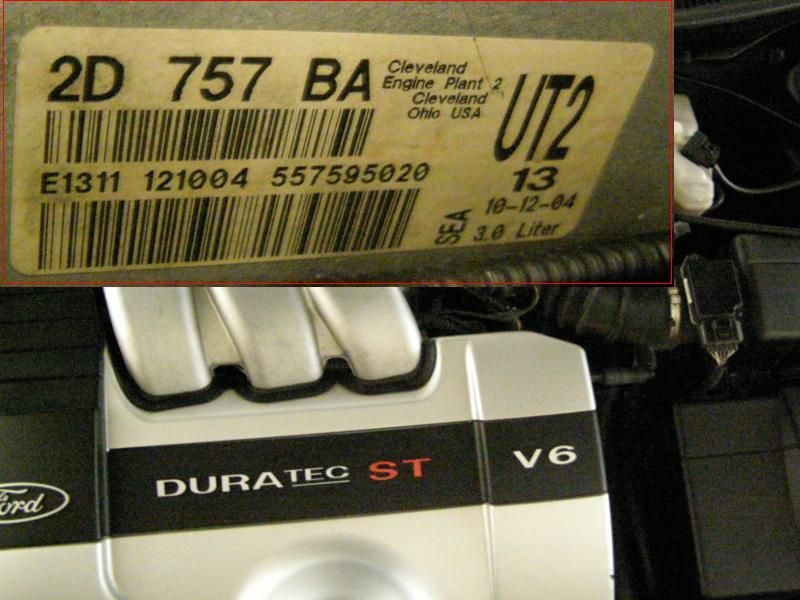 2D 757 BA
Cleveland
Engine Plant 2
Cleveland
Ohio USA
UT2
E1311 121004 557595020
13
10-12-04
SEA
3.0 Liter
DURATEC ST
V6
Ford